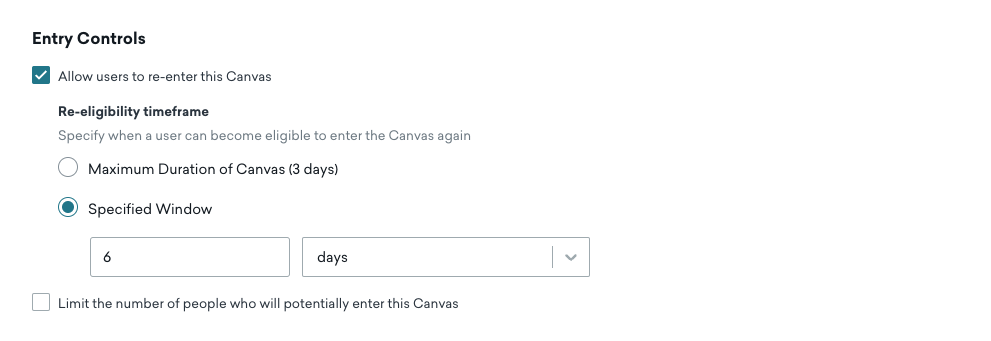 Entry Controls
Allow users to re-enter this Canvas
Re-eligibility timeframe
Specify when a user can become eligible to enter the Canvas again
Maximum Duration of Canvas (3 days)
Specified Window
6 days
Limit the number of people who will potentially enter this Canvas